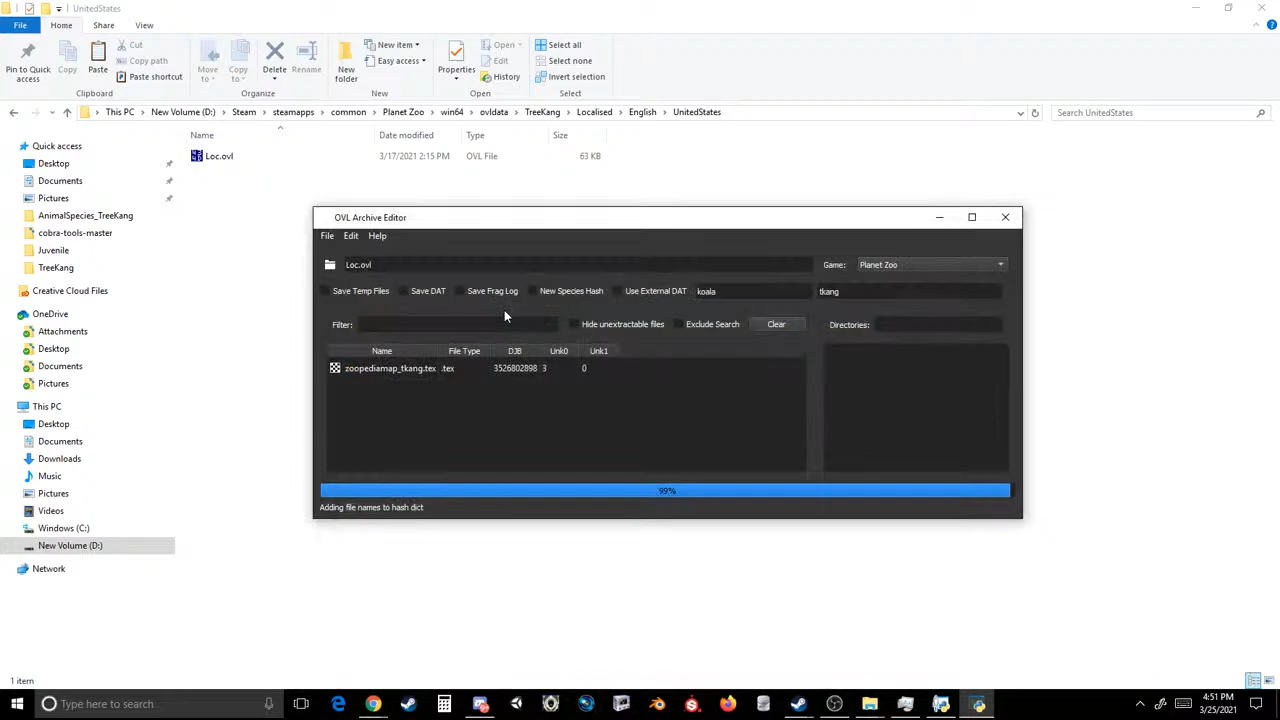 UnitedStates
File Home Share View
Pin to Quick access
Copy
Paste
Cut
Copy path
Paste shortcut
Clipboard
Move to
Copy to
Delete
Rename
Organize
New folder
New item
Easy access
New
Properties
Open
Edit
History
Open
Select all
Select none
Invert selection
Select
This PC > New Volume (D:) > Steam > steamapps > common > Planet Zoo > win64 > ovldata > TreeKang > Localised > English > UnitedStates
Search UnitedStates
Name Date modified Type Size
Loc.ovl 3/17/2021 2:15 PM OVL File 63 KB
Quick access
Desktop
Documents
Pictures
AnimalSpecies_TreeKang
cobra-tools-master
Juvenile
TreeKang
Creative Cloud Files
OneDrive
Attachments
Desktop
Documents
Pictures
This PC
Desktop
Documents
Downloads
Music
Pictures
Videos
Windows (C:)
New Volume (D:)
Network
OVL Archive Editor
File Edit Help
Loc.ovl Game: Planet Zoo
Save Temp Files Save DAT Save Frag Log New Species Hash Use External DAT koala tkang
Filter: Hide unextractable files Exclude Search Clear Directories:
Name File Type DJB Unk0 Unk1
zoopediamap_tkang.tex .tex 3526802898 3 0
99%
Adding file names to hash dict
1 item
Type here to search
4:51 PM
3/25/2021